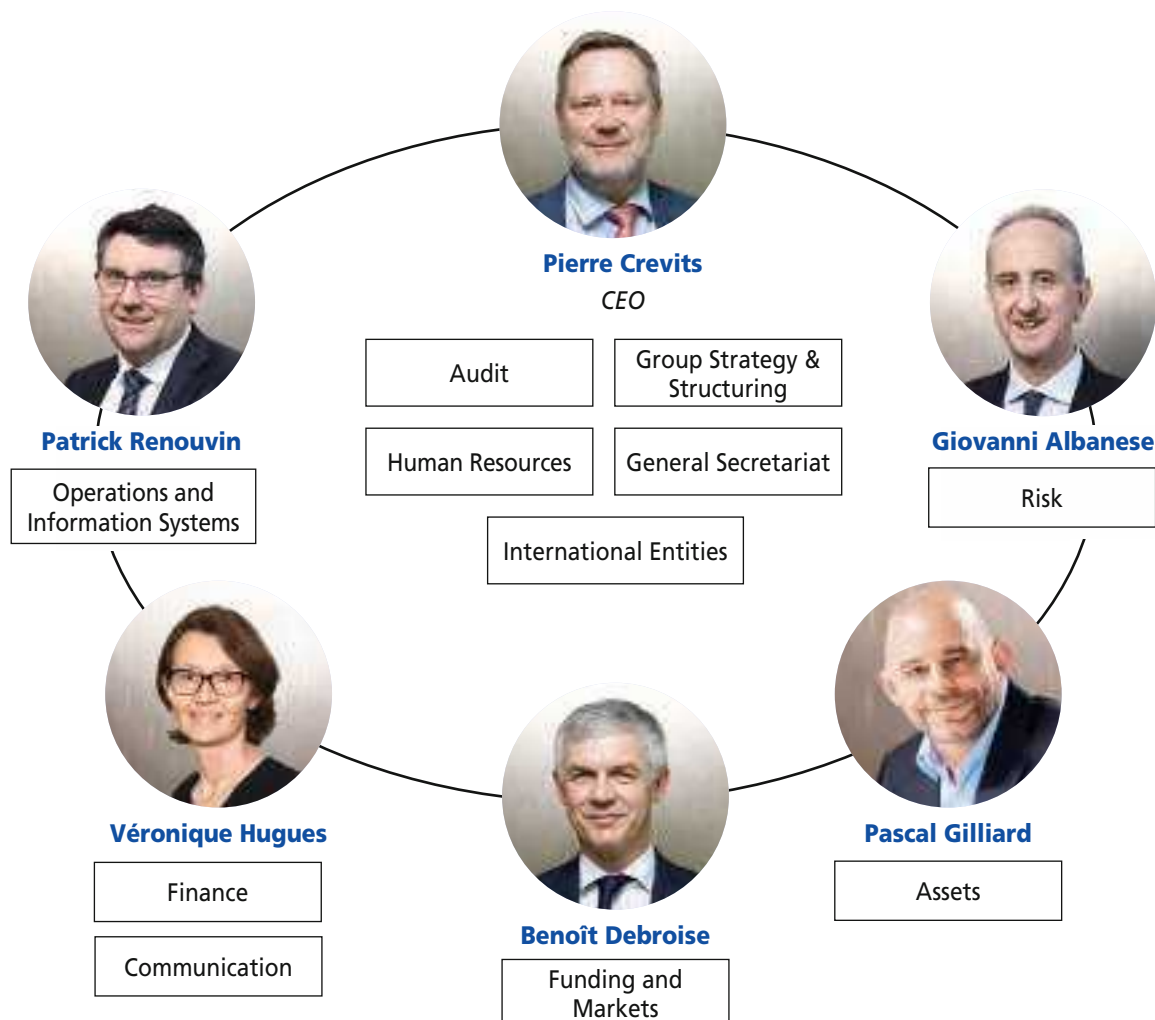 Pierre Crevits
CEO
Audit
Group Strategy &
Structuring
Human Resources
General Secretariat
International Entities
Patrick Renouvin
Operations and
Information Systems
Giovanni Albanese
Risk
Véronique Hugues
Finance
Communication
Benoît Debroise
Funding and
Markets
Pascal Gilliard
Assets